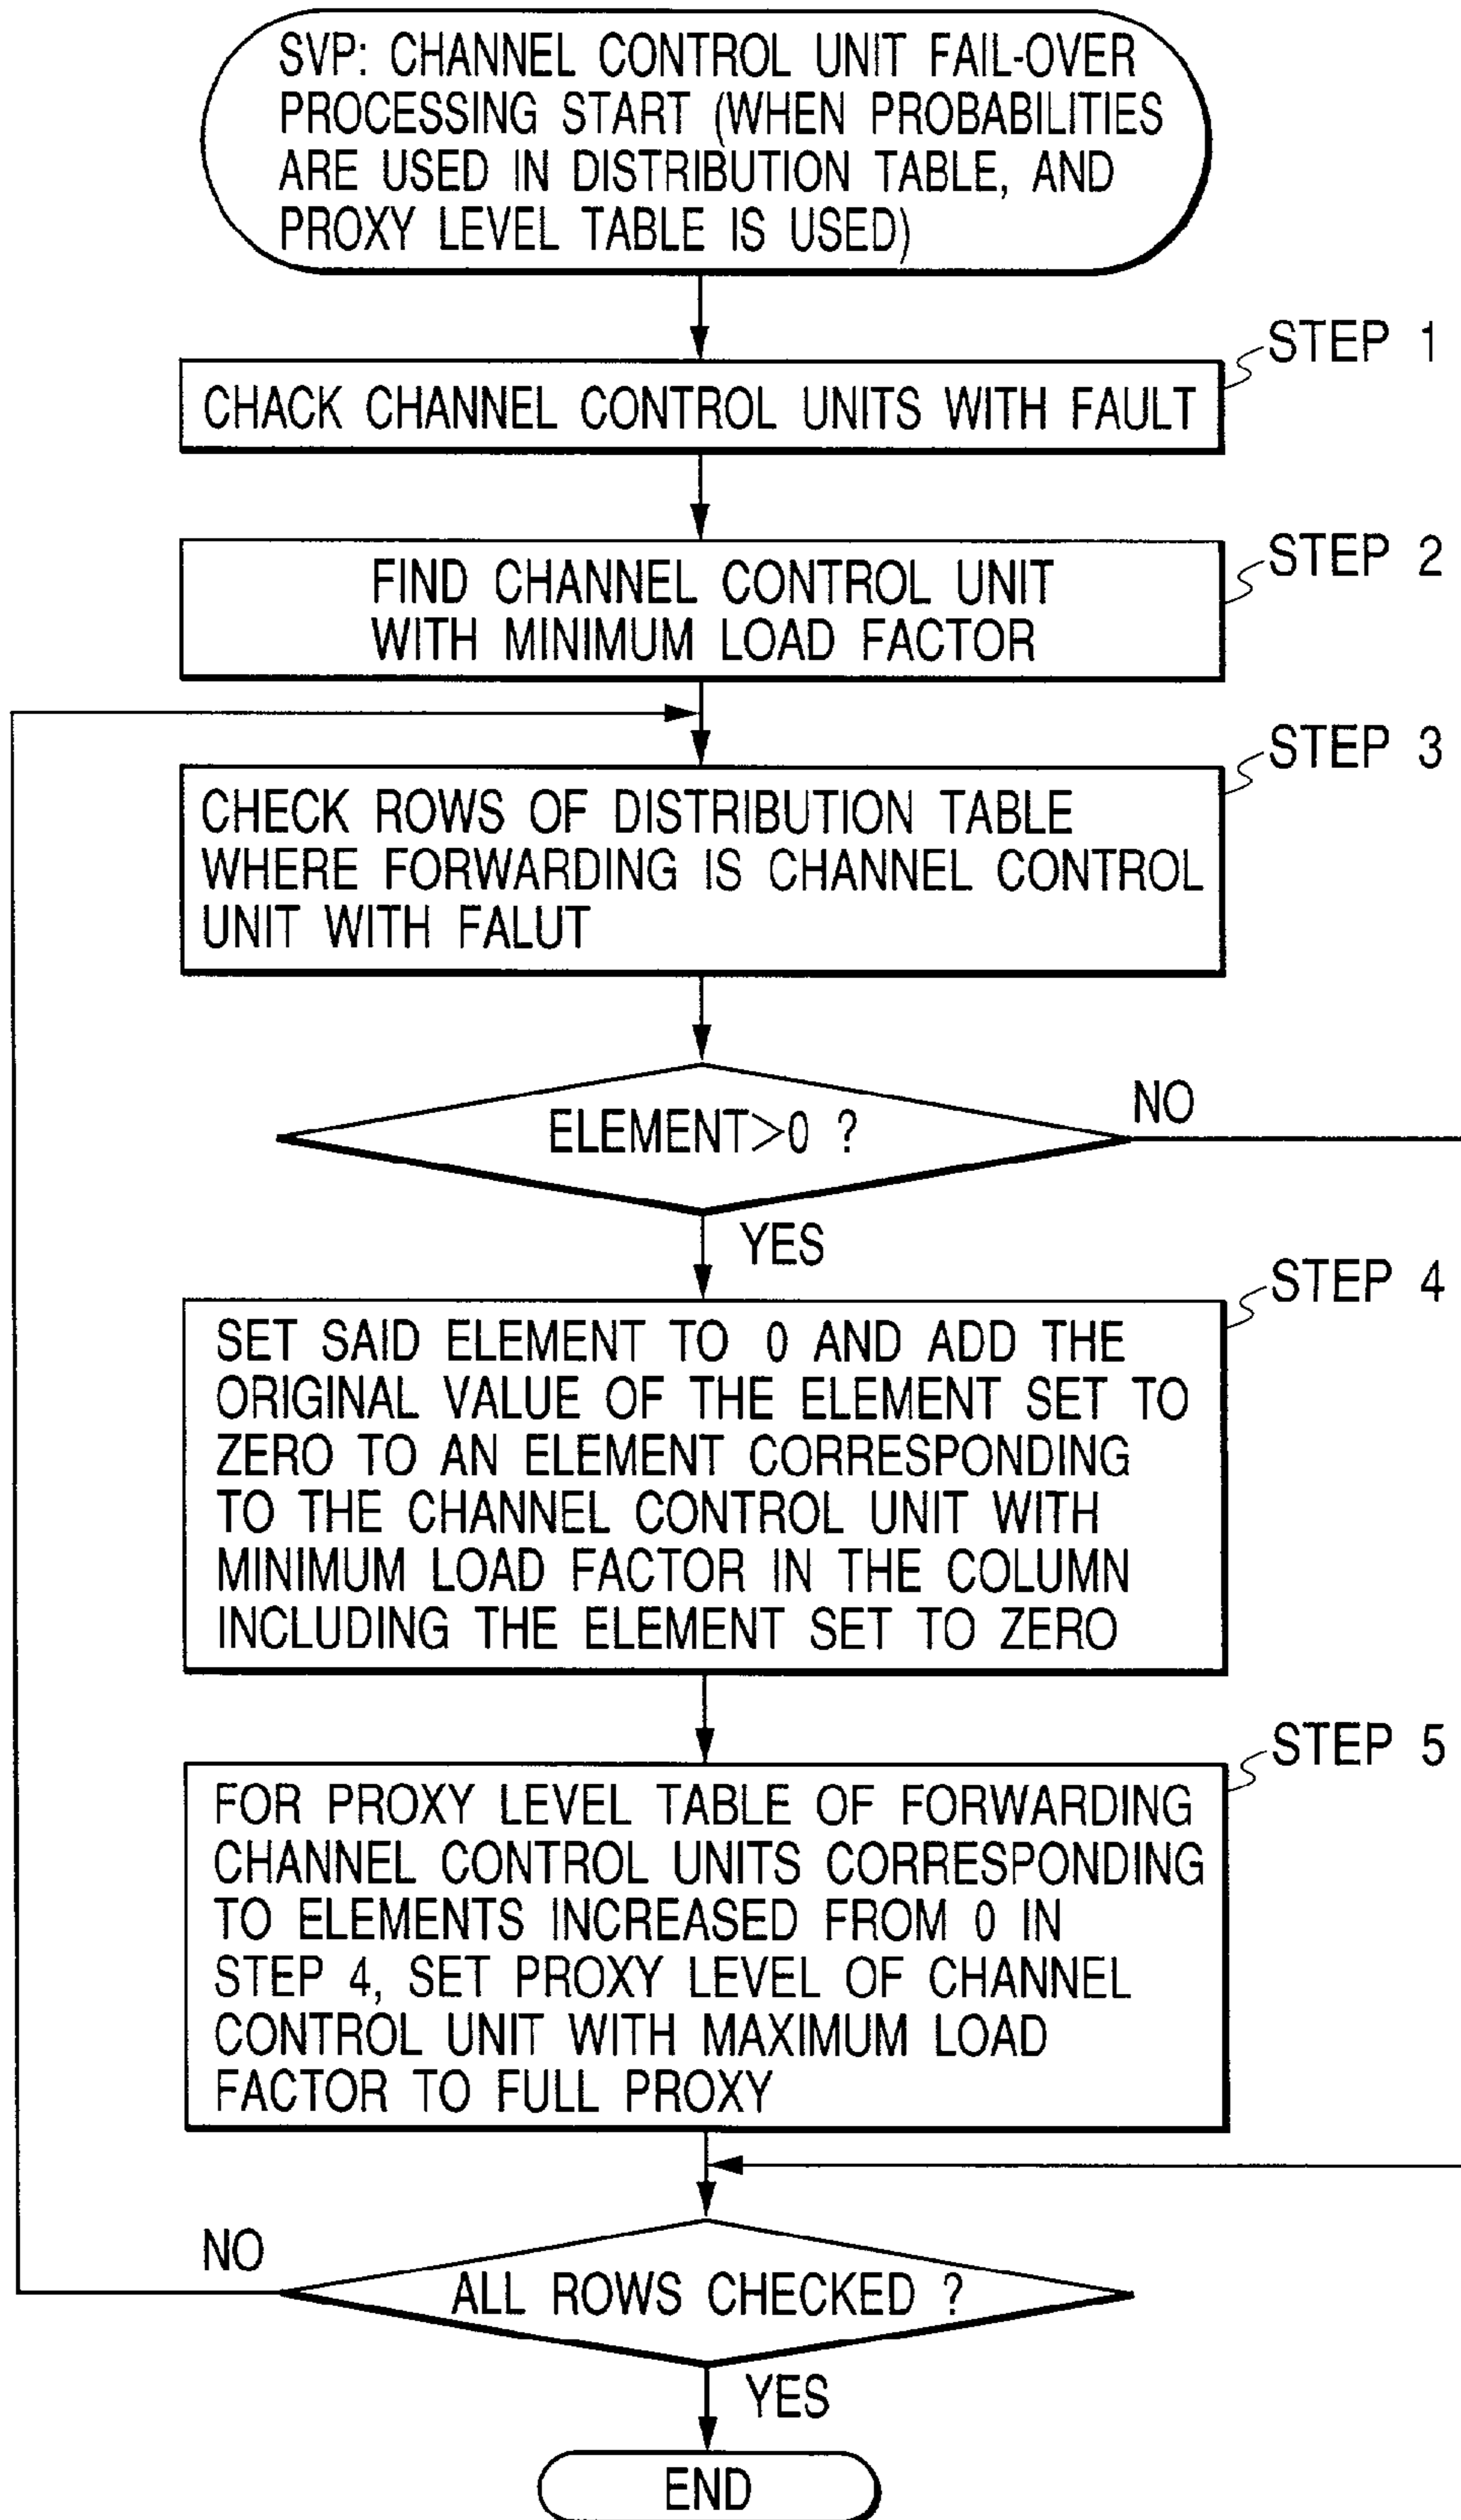 SVP: CHANNEL CONTROL UNIT FAIL-OVER
PROCESSING START (WHEN PROBABILITIES
ARE USED IN DISTRIBUTION TABLE, AND
PROXY LEVEL TABLE IS USED)
STEP 1
CHACK CHANNEL CONTROL UNITS WITH FAULT
STEP 2
FIND CHANNEL CONTROL UNIT
WITH MINIMUM LOAD FACTOR
STEP 3
CHECK ROWS OF DISTRIBUTION TABLE
WHERE FORWARDING IS CHANNEL CONTROL
UNIT WITH FALUT
ELEMENT>0 ?
NO
YES
STEP 4
SET SAID ELEMENT TO 0 AND ADD THE
ORIGINAL VALUE OF THE ELEMENT SET TO
ZERO TO AN ELEMENT CORRESPONDING
TO THE CHANNEL CONTROL UNIT WITH
MINIMUM LOAD FACTOR IN THE COLUMN
INCLUDING THE ELEMENT SET TO ZERO
STEP 5
FOR PROXY LEVEL TABLE OF FORWARDING
CHANNEL CONTROL UNITS CORRESPONDING
TO ELEMENTS INCREASED FROM 0 IN
STEP 4, SET PROXY LEVEL OF CHANNEL
CONTROL UNIT WITH MAXIMUM LOAD
FACTOR TO FULL PROXY
NO
ALL ROWS CHECKED ?
YES
END